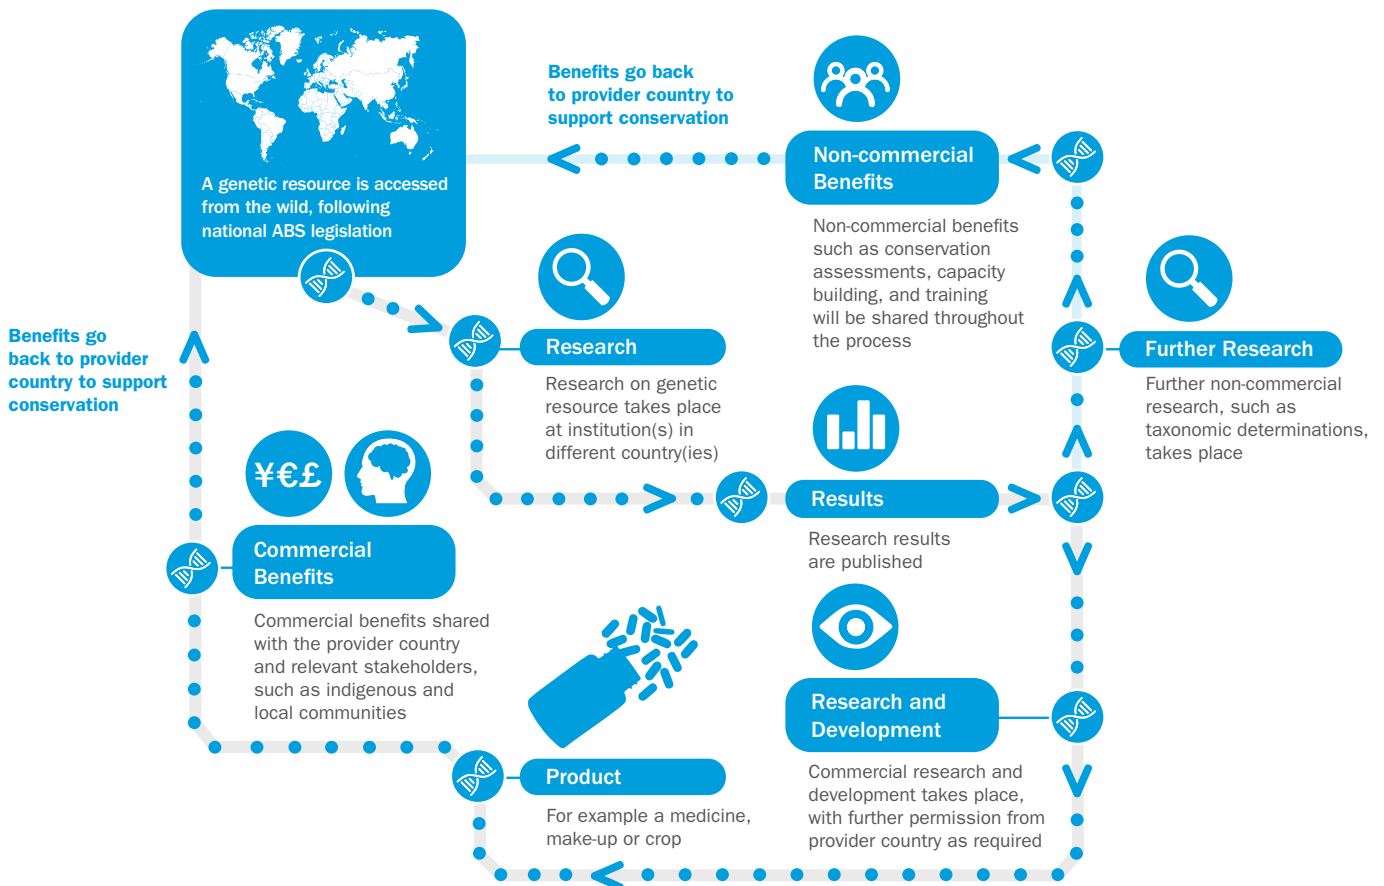 A genetic resource is accessed
from the wild, following
national ABS legislation
Benefits go back
to provider country to
support conservation
Non-commercial
Benefits
Non-commercial benefits
such as conservation
assessments, capacity
building, and training
will be shared throughout
the process
Research
Research on genetic
resource takes place
at institution(s) in
different country(ies)
Further Research
Further non-commercial
research, such as
taxonomic determinations,
takes place
Benefits go
back to provider
country to support
conservation
Results
Research results
are published
¥€£
Commercial
Benefits
Commercial benefits shared
with the provider country
and relevant stakeholders,
such as indigenous and
local communities
Research and
Development
Commercial research and
development takes place,
with further permission from
provider country as required
Product
For example a medicine,
make-up or crop